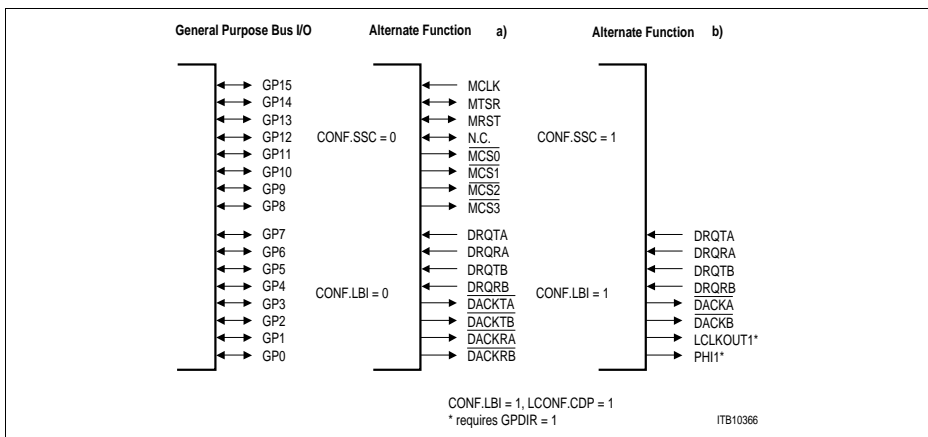 General Purpose Bus I/O Alternate Function a) Alternate Function b)
GP15 MCLK
GP14 MTSR
GP13 MRST
GP12 CONF.SSC = 0 N.C. CONF.SSC = 1
GP11 MCS0
GP10 MCS1
GP9 MCS2
GP8 MCS3
GP7 DRQTA DRQTA
GP6 DRQRA DRQRA
GP5 DRQTB DRQTB
GP4 CONF.LBI = 0 DRQRB CONF.LBI = 1 DRQRB
GP3 DACKTA DACKA
GP2 DACKTB DACKB
GP1 DACKRA LCLKOUT1*
GP0 DACKRB PHI1*
CONF.LBI = 1, LCONF.CDP = 1
* requires GPDIR = 1 ITB10366